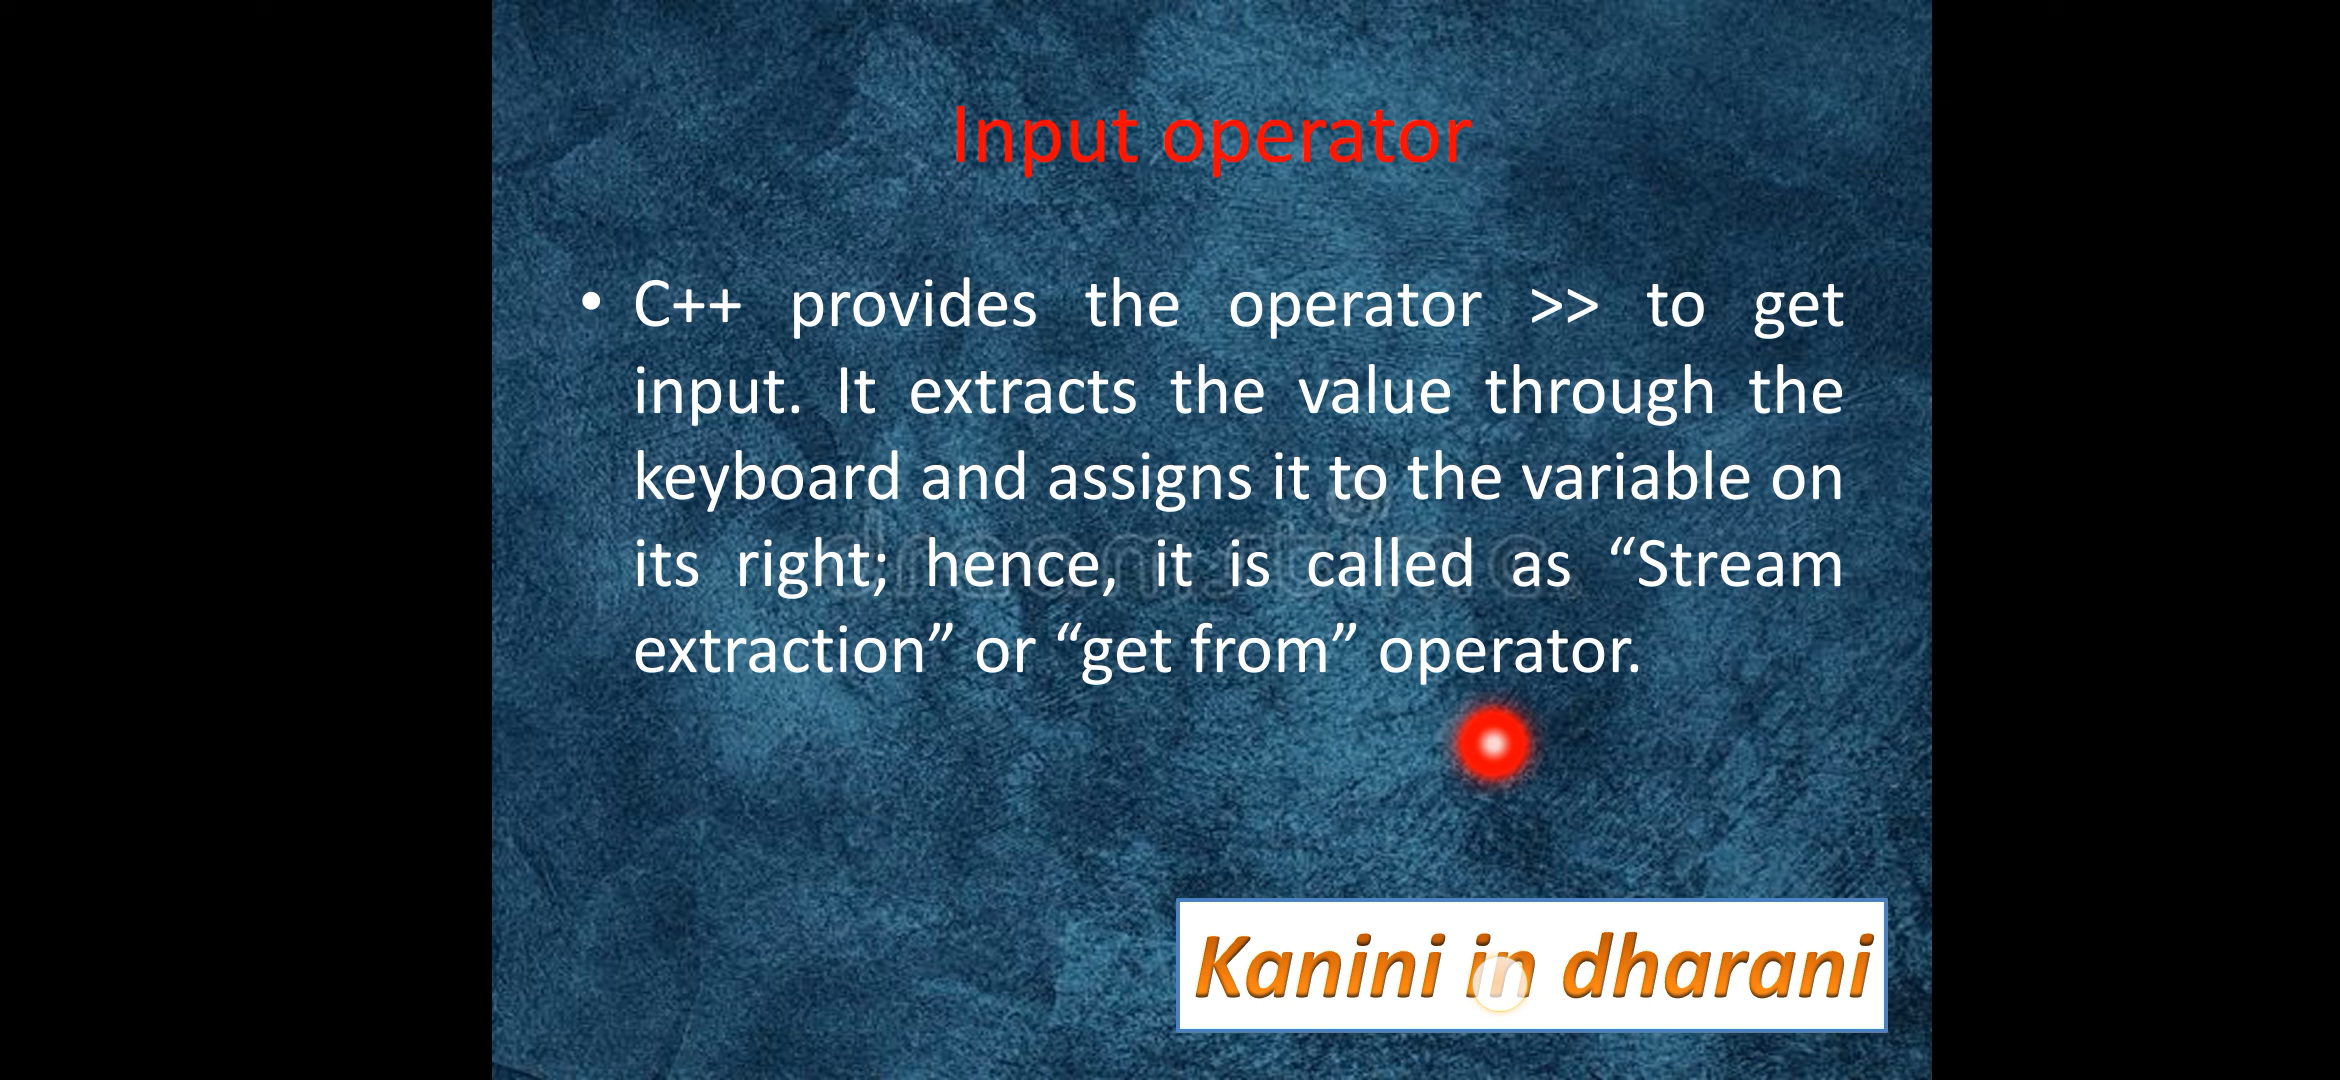 Input operator
• C++ provides the operator >> to get
input. It extracts the value through the
keyboard and assigns it to the variable on
its right; hence, it is called as “Stream
extraction” or “get from” operator.
dreamstime
Kanini in dharani